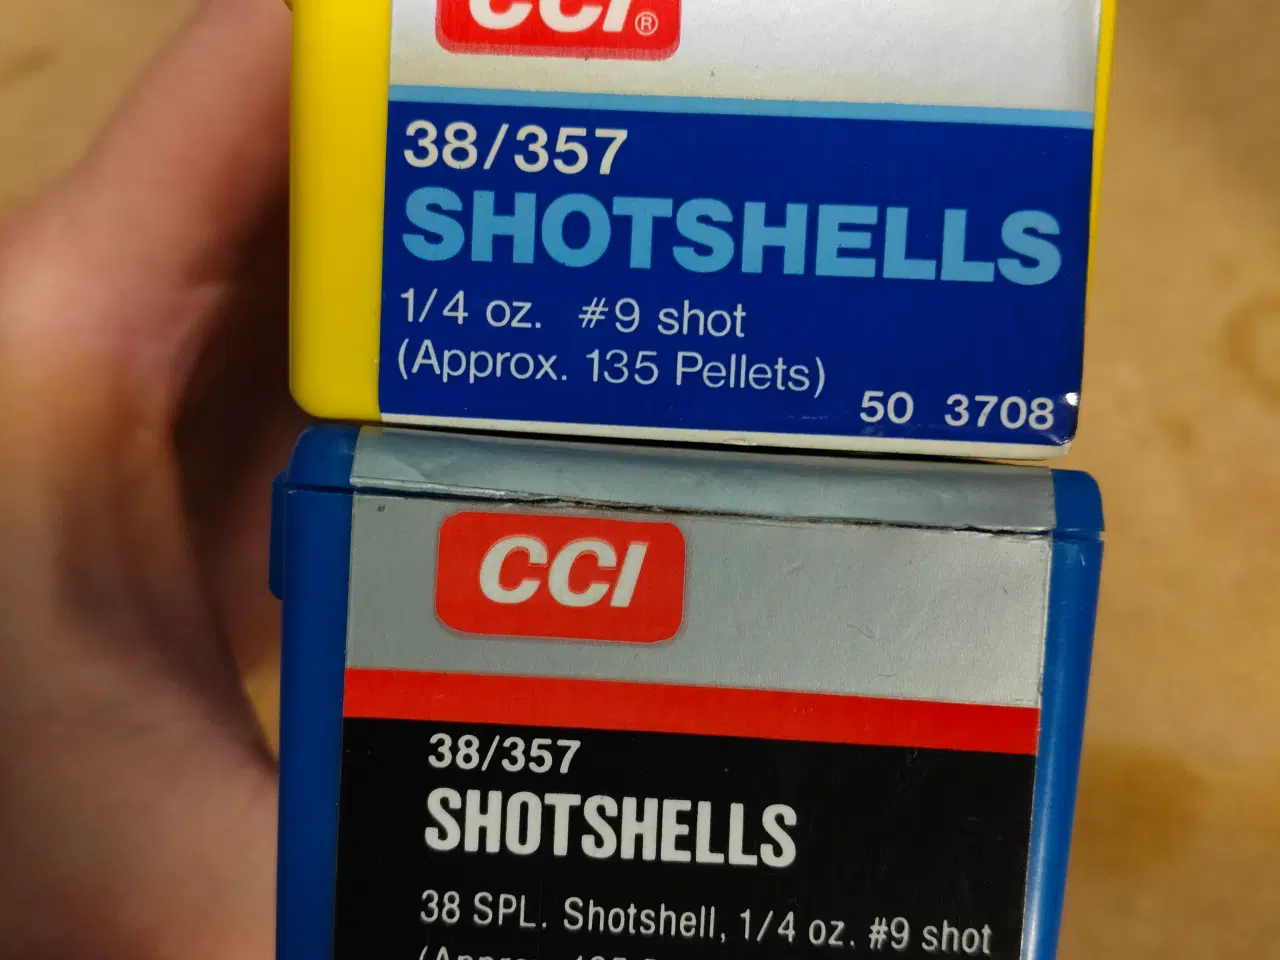 CCI®
38/357
SHOTSHELLS
1/4 oz. #9 shot
(Approx. 135 Pellets)
50 3708
CCI
38/357
SHOTSHELLS
38 SPL. Shotshell, 1/4 oz. #9 shot